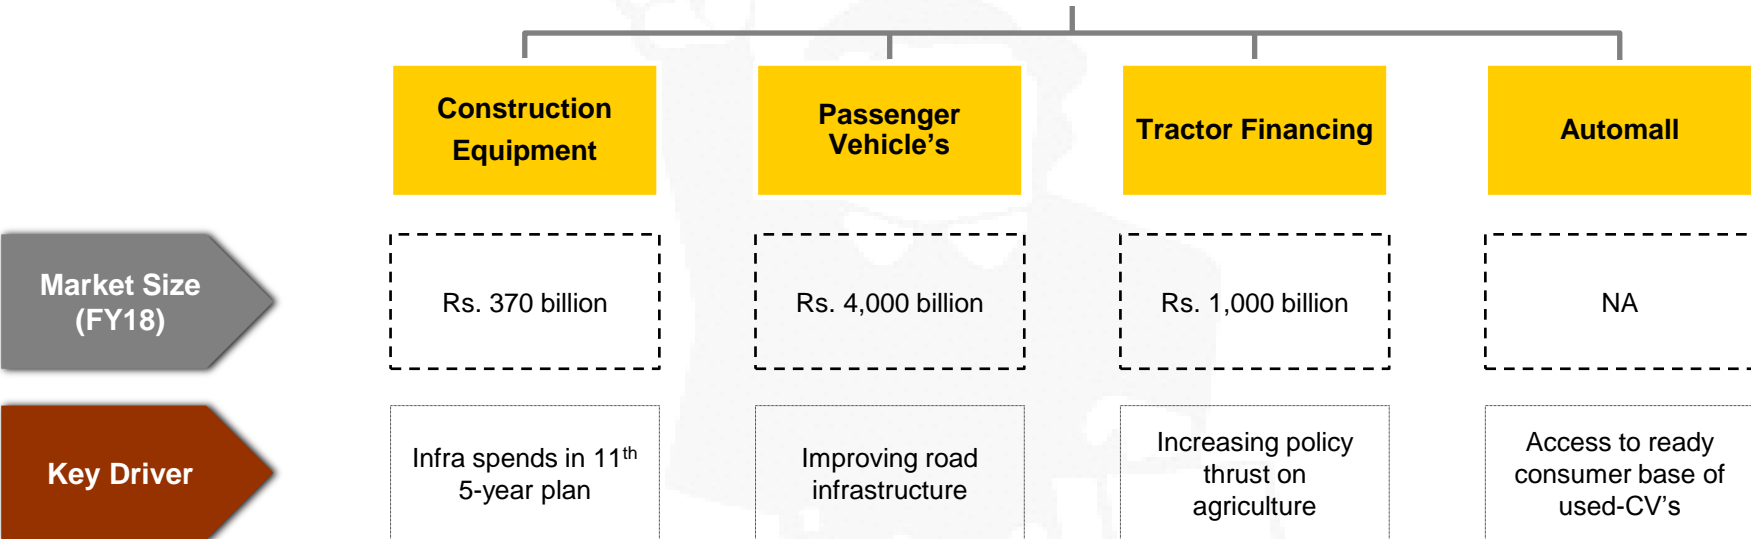 Construction
Equipment
Passenger
Vehicle’s
Tractor Financing
Automall
Market Size
(FY18)
Rs. 370 billion
Rs. 4,000 billion
Rs. 1,000 billion
NA
Key Driver
Infra spends in 11th
5-year plan
Improving road
infrastructure
Increasing policy
thrust on
agriculture
Access to ready
consumer base of
used-CV’s